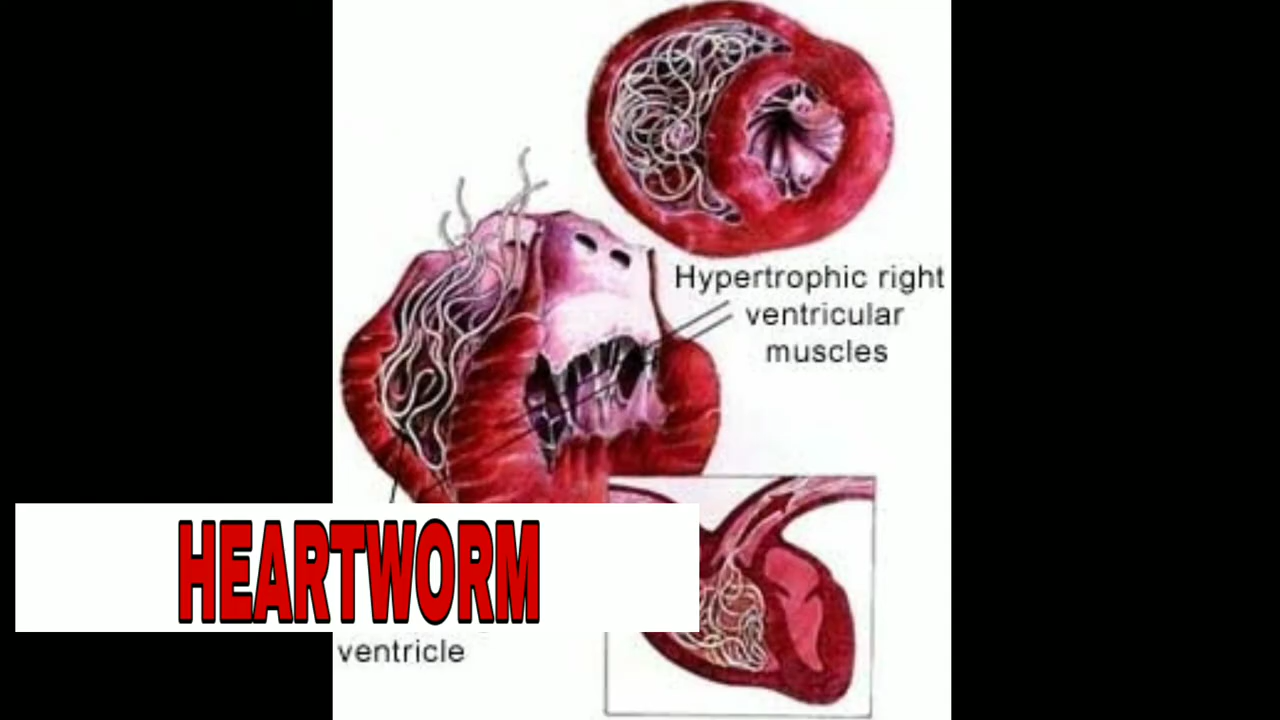 Hypertrophic right
ventricular
muscles
HEARTWORM
ventricle